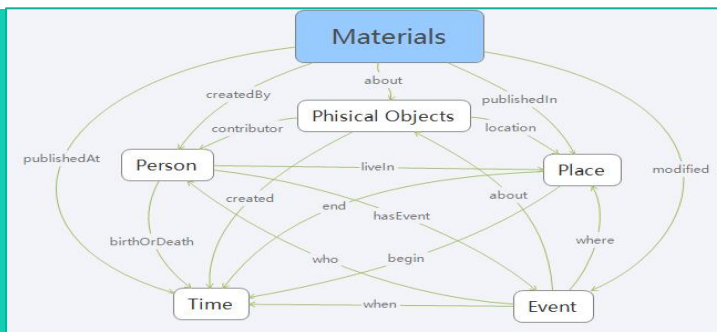 Materials
about
createdBy
publishedIn
Phisical Objects
contributor
location
publishedAt
Person
liveIn
Place
modified
created
end
about
hasEvent
birthOrDeath
where
who
begin
Time
when
Event